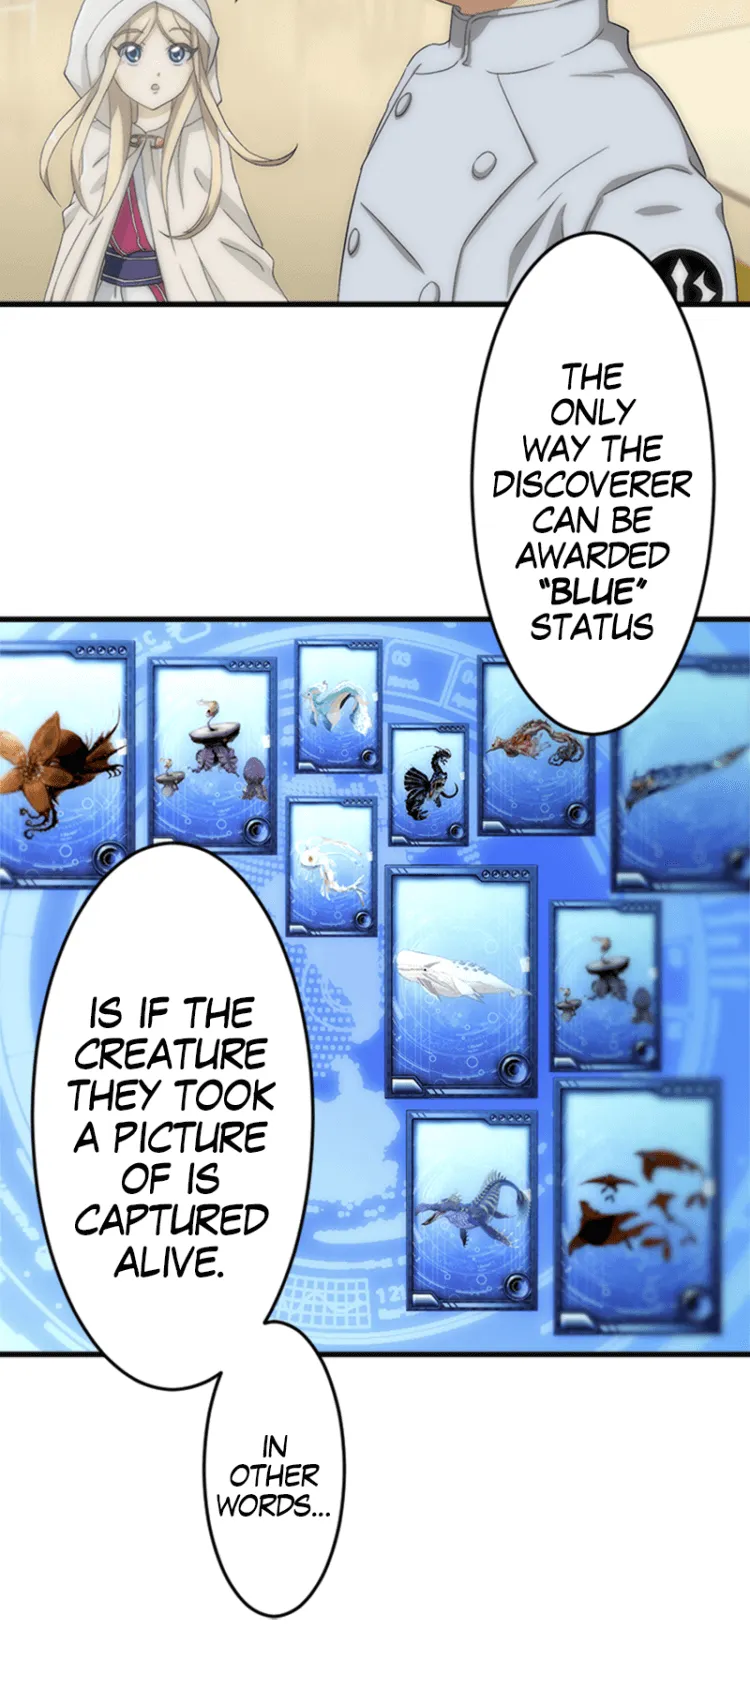 THE
ONLY
WAY THE
DISCOVERER
CAN BE
AWARDED
"BLUE"
STATUS
IS IF THE
CREATURE
THEY TOOK
A PICTURE
OF IS
CAPTURED
ALIVE.
IN
OTHER
WORDS...